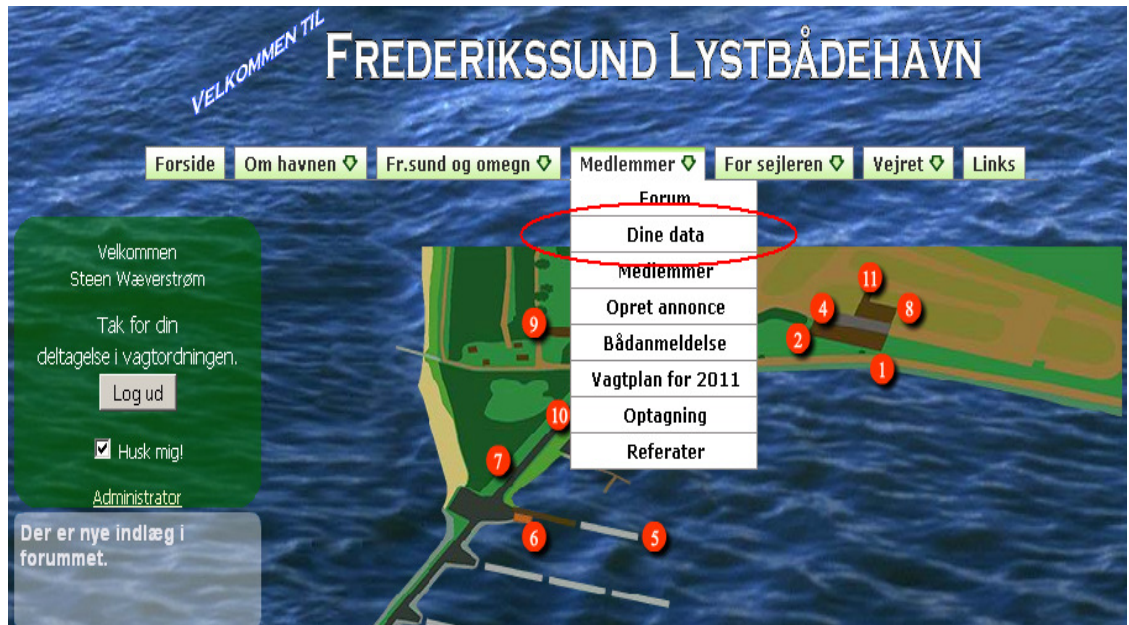 VELKOMMEN TIL
FREDERIKSSUND LYSTBÅDEHAVN
Forside Om havnen Fr.sund og omegn Medlemmer For sejleren Vejret Links
Forum
Dine data
Medlemmer
Opret annonce
Bådanmeldelse
Vagtplan for 2011
Optagning
Referater
Velkommen
Steen Wæverstrøm
Tak for din
deltagelse i vagtordningen.
Log ud
Husk mig!
Administrator
Der er nye indlæg i
forummet.
11
4
8
9
2
1
10
7
6
5